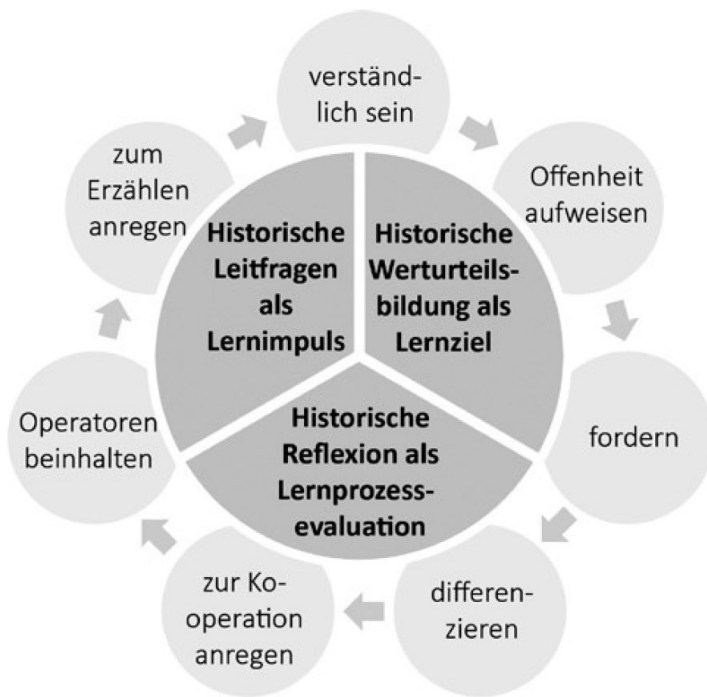 verständ-
lich sein
Offenheit
aufweisen
fordern
differen-
zieren
zur Ko-
operation
anregen
Operatoren
beinhalten
zum
Erzählen
anregen
Historische
Leitfragen
als
Lernimpuls
Historische
Werturteils-
bildung als
Lernziel
Historische
Reflexion als
Lernprozess-
evaluation